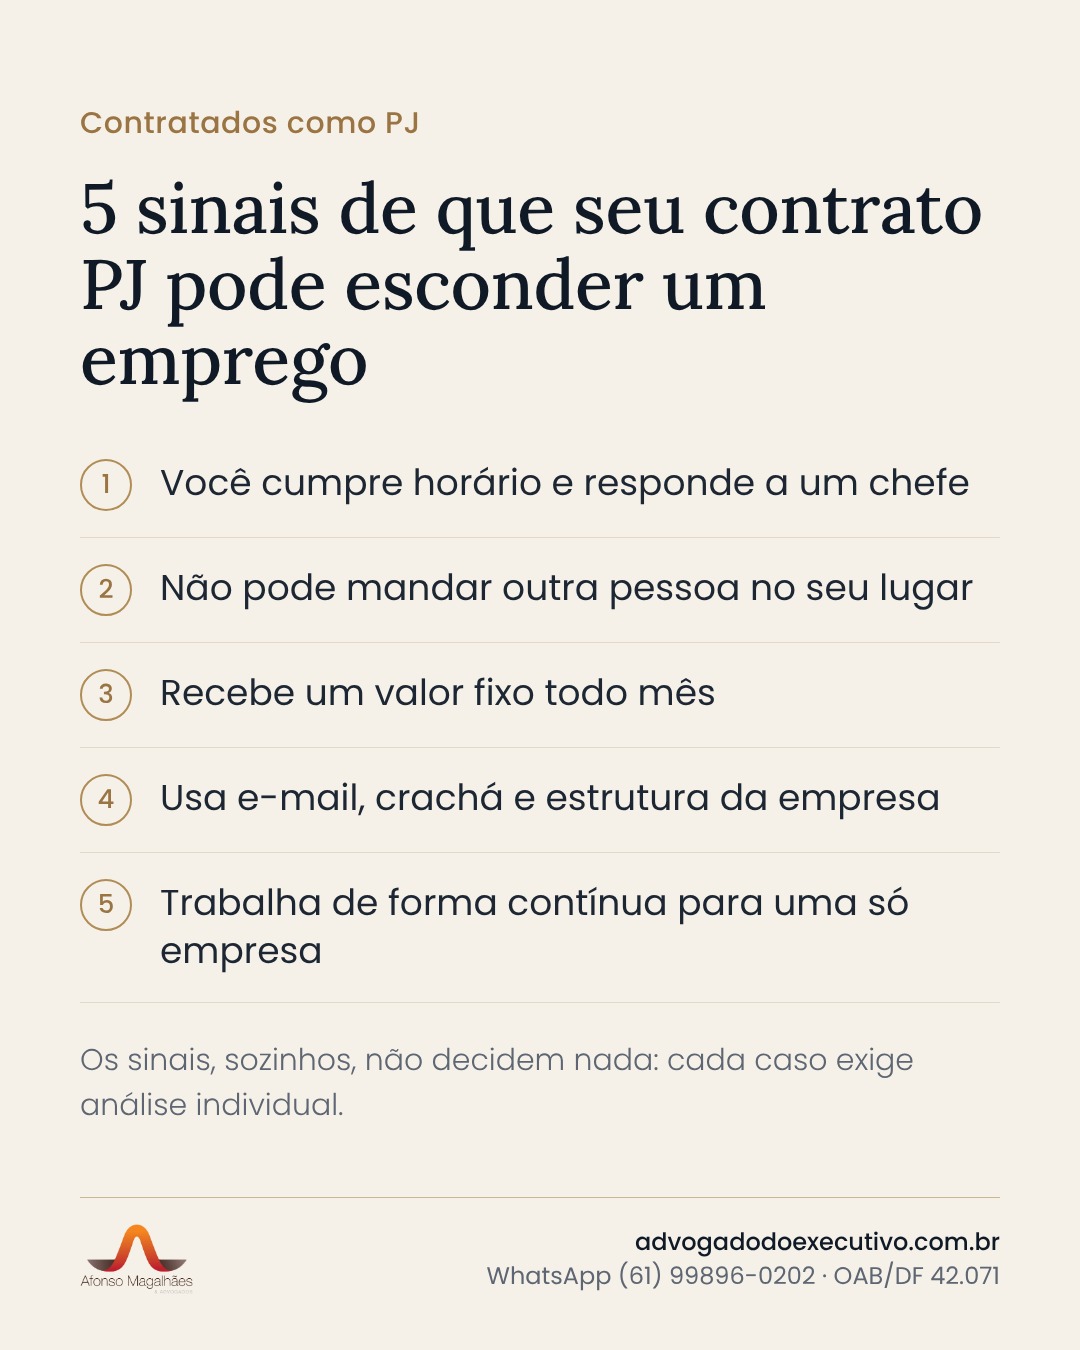 Contratados como PJ
5 sinais de que seu contrato
PJ pode esconder um
emprego
1 Você cumpre horário e responde a um chefe
2 Não pode mandar outra pessoa no seu lugar
3 Recebe um valor fixo todo mês
4 Usa e-mail, crachá e estrutura da empresa
5 Trabalha de forma contínua para uma só
empresa
Os sinais, sozinhos, não decidem nada: cada caso exige
análise individual.
Afonso Magalhães
advogadodoexecutivo.com.br
WhatsApp (61) 99896-0202 · OAB/DF 42.071